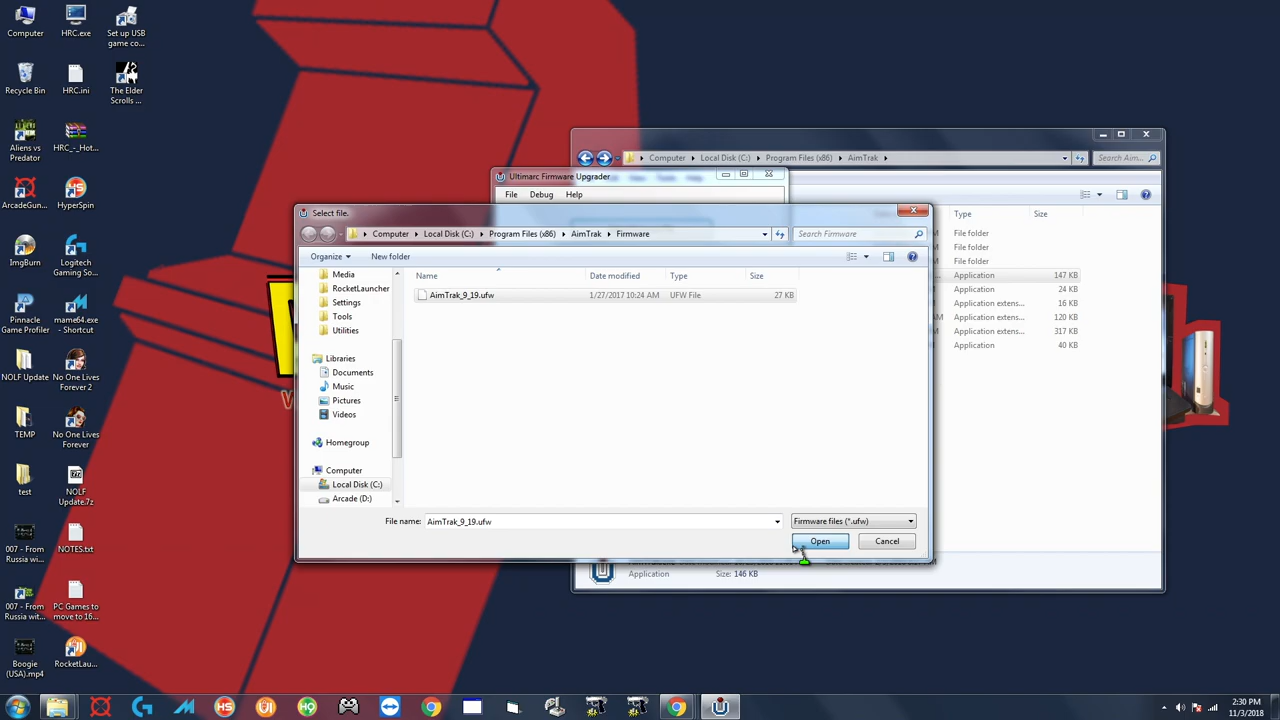 Computer
HRC.exe
Set up USB
game co...
Recycle Bin
HRC.ini
The Elder
Scrolls ...
Aliens vs
Predator
HRC_-_Hot...
ArcadeGun...
HyperSpin
ImgBurn
Logitech
Gaming So...
Pinnacle
Game Profiler
mame64.exe
- Shortcut
NOLF Update
No One Lives
Forever 2
TEMP
No One Lives
Forever
test
NOLF
Update.7z
007 - From
Russia wit...
NOTES.txt
007 - From
Russia wit...
PC Games to
move to 16...
Boogie
(USA).mp4
RocketLau...
Computer
Local Disk (C:)
Program Files (x86)
AimTrak
Search Aim...
Ultimarc Firmware Upgrader
File
Debug
Help
Type
Size
File folder
File folder
File folder
Application
147 KB
Application
24 KB
Application extens...
16 KB
Application extens...
120 KB
Application extens...
317 KB
Application
40 KB
Application
Size: 146 KB
Select file.
Computer
Local Disk (C:)
Program Files (x86)
AimTrak
Firmware
Search Firmware
Organize
New folder
Media
RocketLauncher
Settings
Tools
Utilities
Libraries
Documents
Music
Pictures
Videos
Homegroup
Computer
Local Disk (C:)
Arcade (D:)
Name
Date modified
Type
Size
AimTrak_9_19.ufw
1/27/2017 10:24 AM
UFW File
27 KB
File name:
AimTrak_9_19.ufw
Firmware files (*.ufw)
Open
Cancel
2:30 PM
11/3/2018